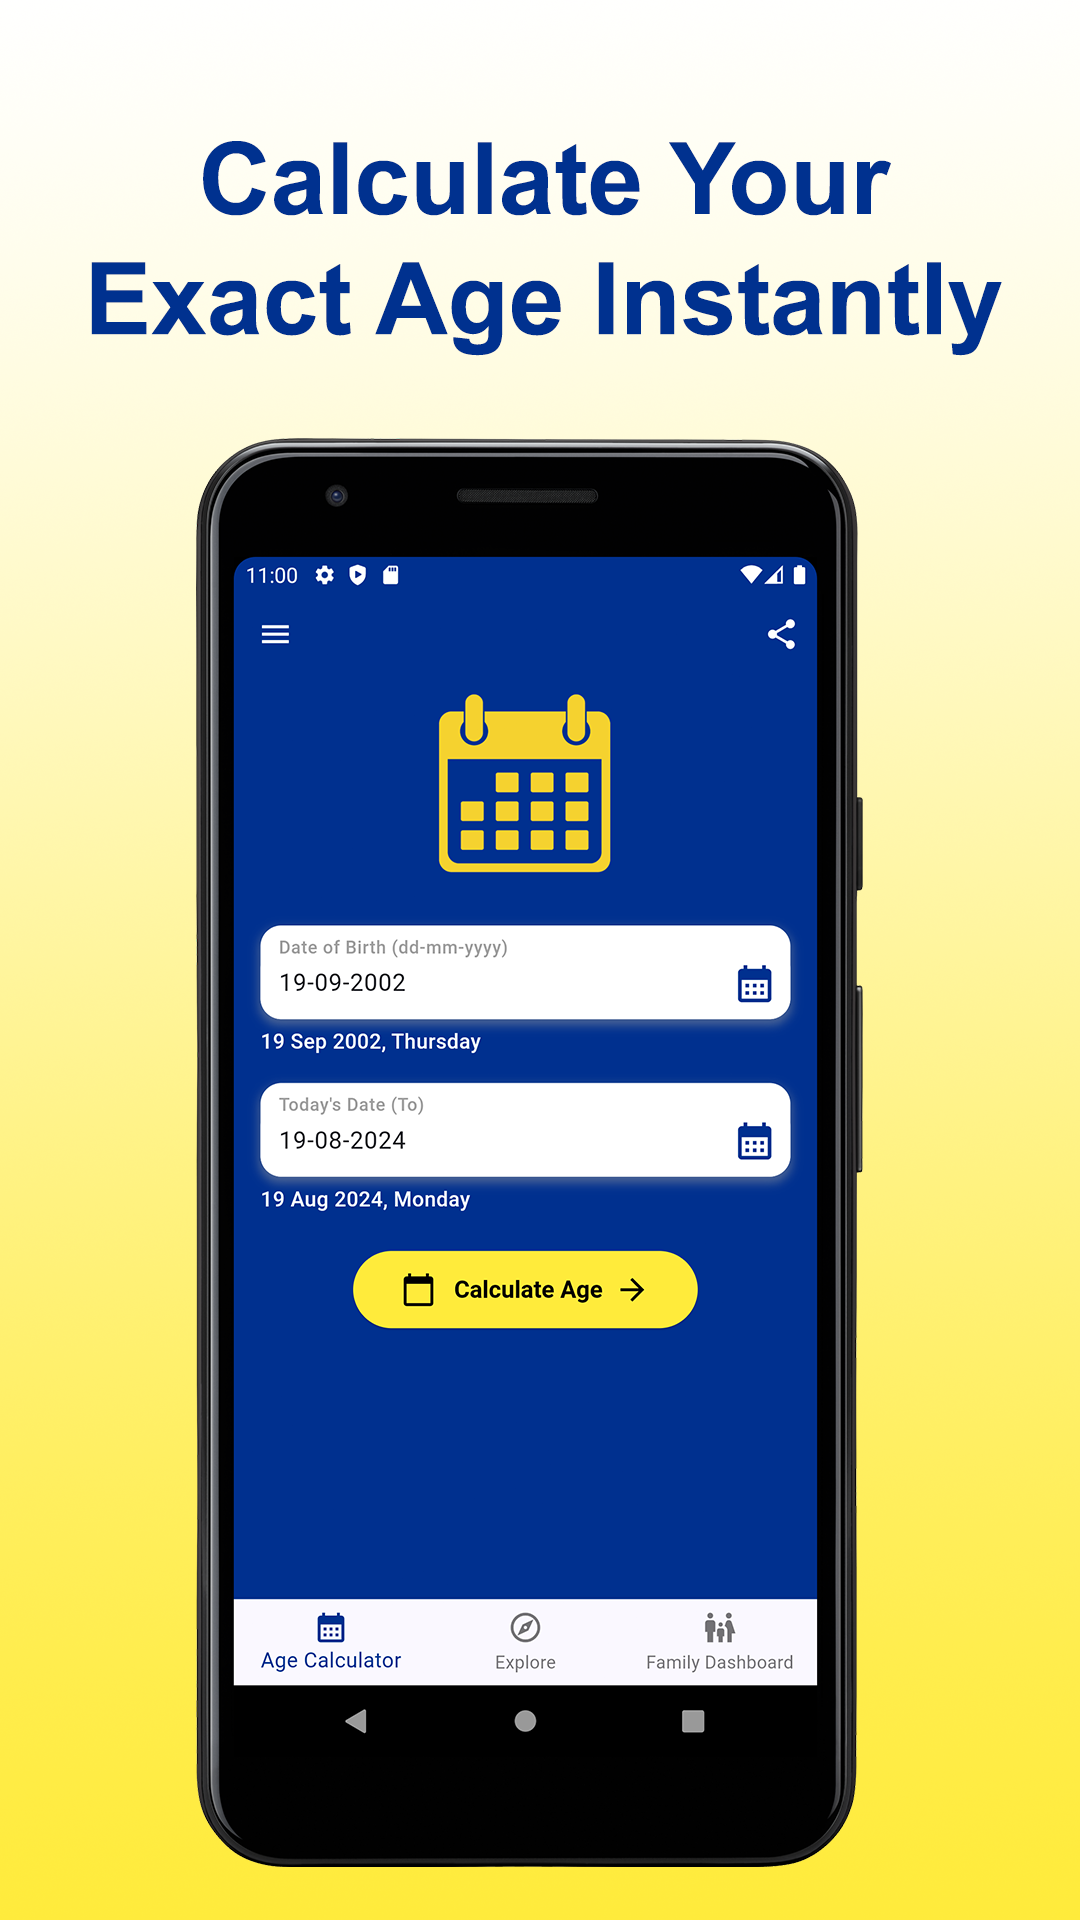 Calculate Your
Exact Age Instantly
11:00
Date of Birth (dd-mm-yyyy)
19-09-2002
19 Sep 2002, Thursday
Today's Date (To)
19-08-2024
19 Aug 2024, Monday
Calculate Age
Age Calculator
Explore
Family Dashboard